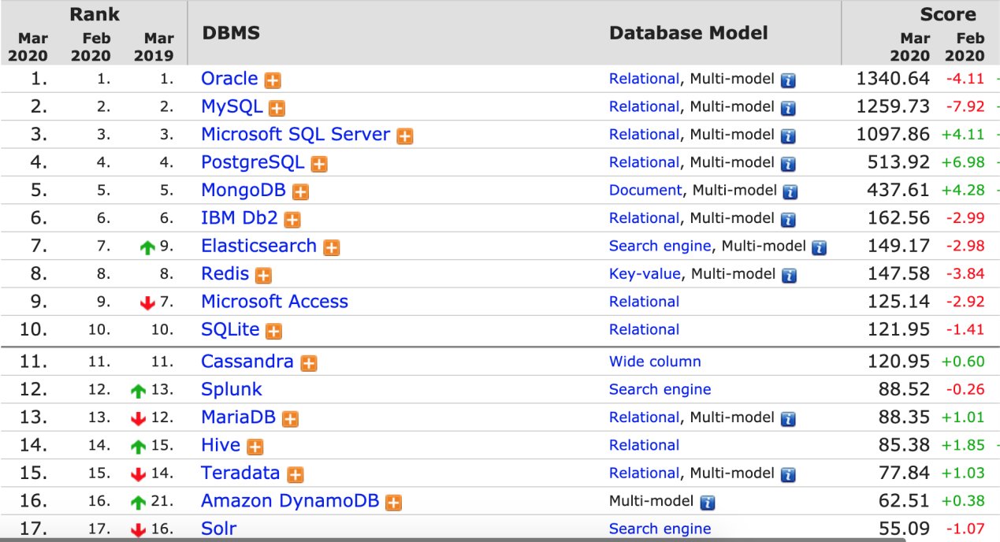 Rank DBMS Database Model Score
Mar 2020 Feb 2020 Mar 2019 Mar 2020 Feb 2020
1. 1. 1. Oracle Relational, Multi-model 1340.64 -4.11
2. 2. 2. MySQL Relational, Multi-model 1259.73 -7.92
3. 3. 3. Microsoft SQL Server Relational, Multi-model 1097.86 +4.11
4. 4. 4. PostgreSQL Relational, Multi-model 513.92 +6.98
5. 5. 5. MongoDB Document, Multi-model 437.61 +4.28
6. 6. 6. IBM Db2 Relational, Multi-model 162.56 -2.99
7. 7. 9. Elasticsearch Search engine, Multi-model 149.17 -2.98
8. 8. 8. Redis Key-value, Multi-model 147.58 -3.84
9. 9. 7. Microsoft Access Relational 125.14 -2.92
10. 10. 10. SQLite Relational 121.95 -1.41
11. 11. 11. Cassandra Wide column 120.95 +0.60
12. 12. 13. Splunk Search engine 88.52 -0.26
13. 13. 12. MariaDB Relational, Multi-model 88.35 +1.01
14. 14. 15. Hive Relational 85.38 +1.85
15. 15. 14. Teradata Relational, Multi-model 77.84 +1.03
16. 16. 21. Amazon DynamoDB Multi-model 62.51 +0.38
17. 17. 16. Solr Search engine 55.09 -1.07